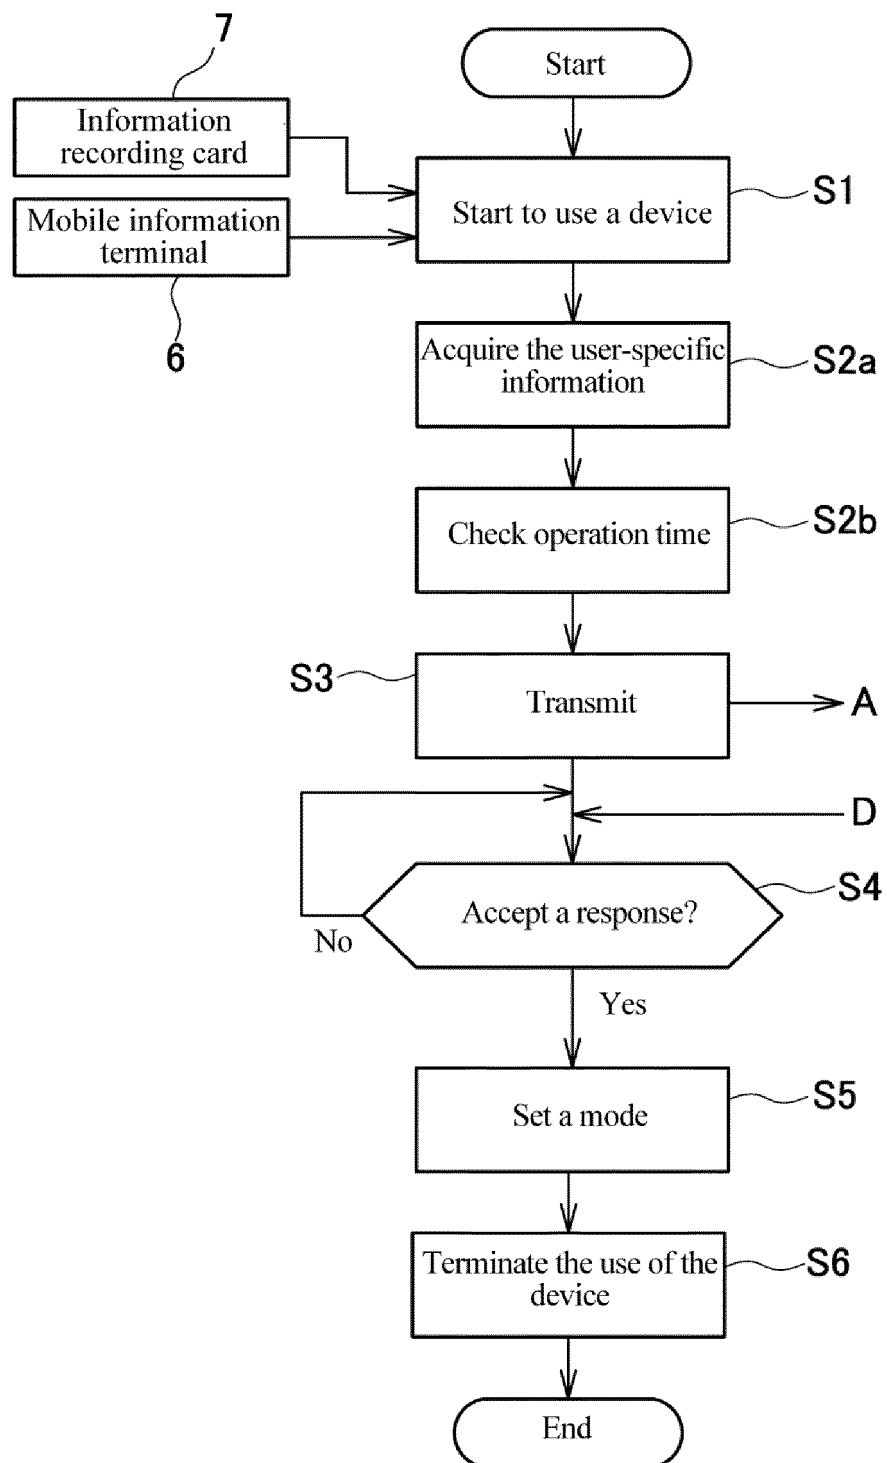 7
Start
Information
recording card
Start to use a device
S1
Mobile information
terminal
6
Acquire the user-specific
information
S2a
Check operation time
S2b
S3
Transmit
A
D
Accept a response?
S4
No
Yes
Set a mode
S5
Terminate the use of the
device
S6
End